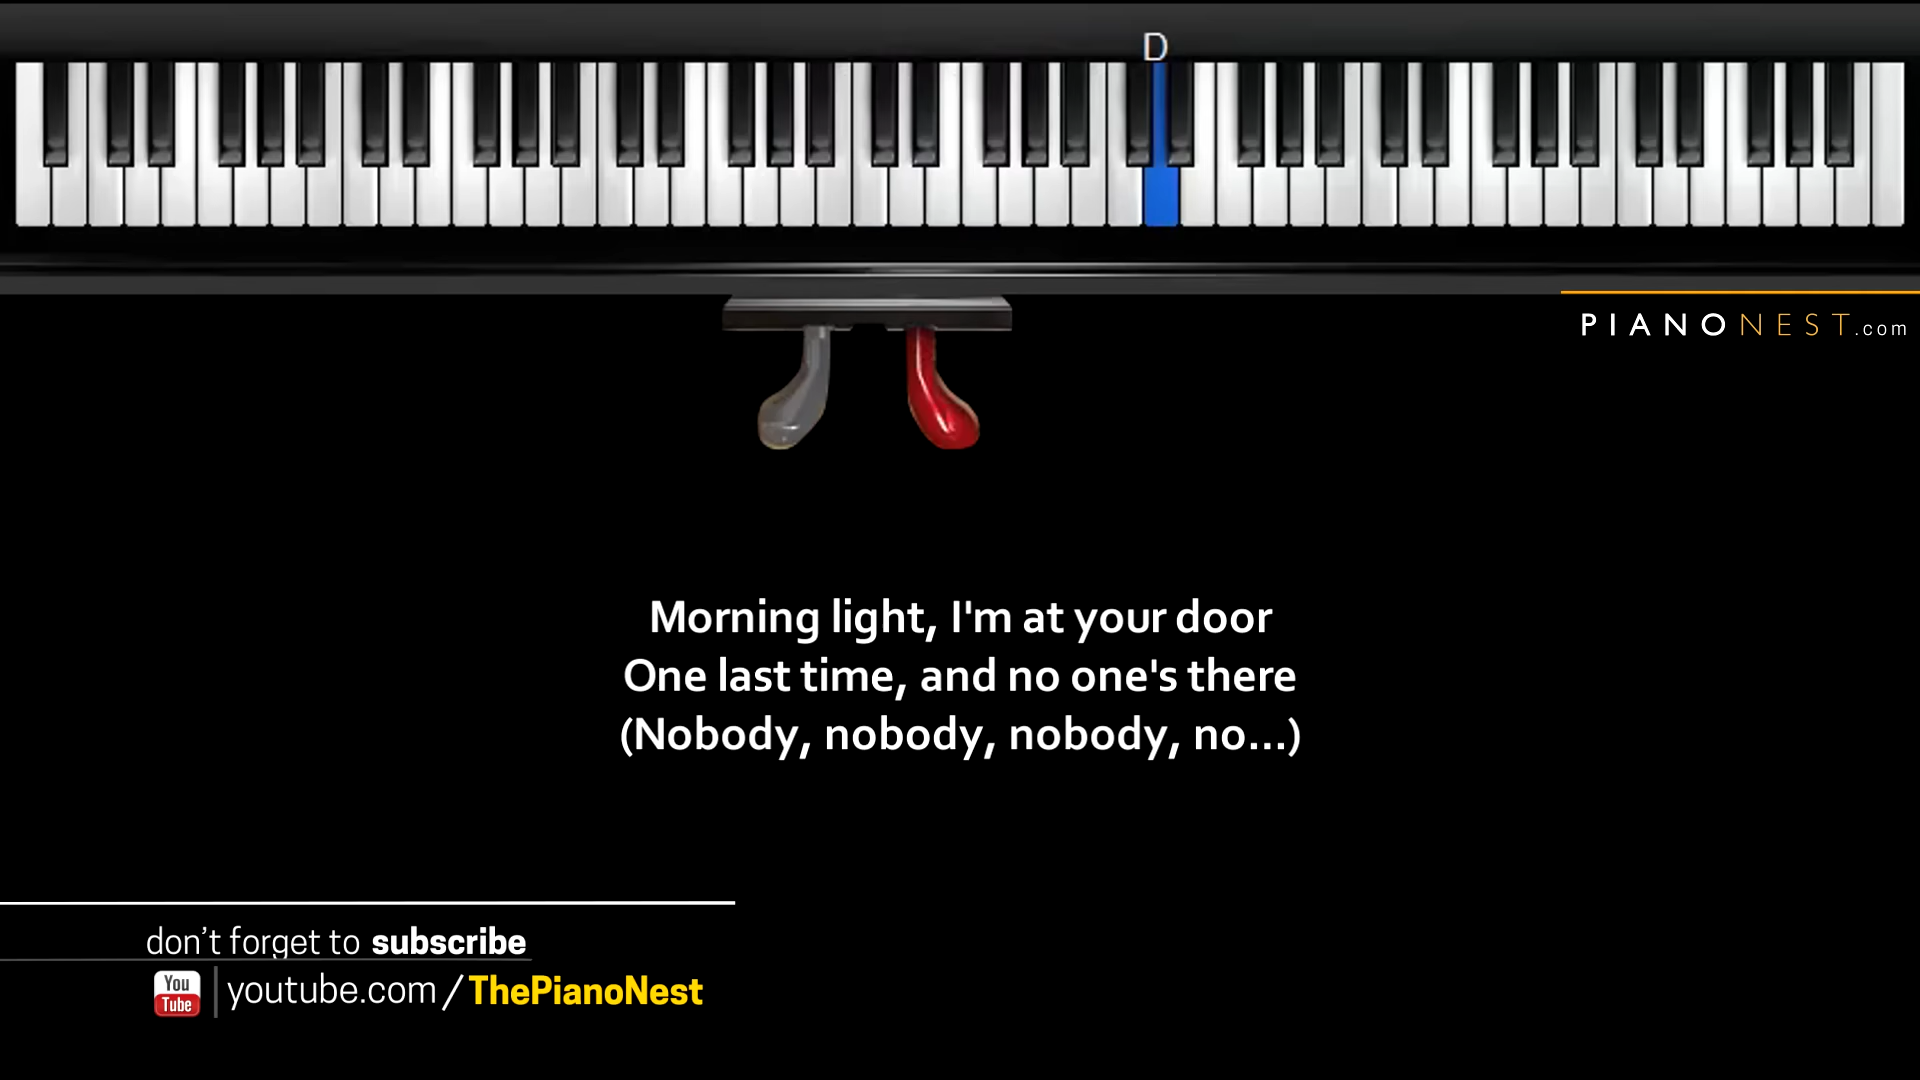 D
PIANONEST.com
Morning light, I'm at your door
One last time, and no one's there
(Nobody, nobody, nobody, no...)
don't forget to subscribe
You
Tube
youtube.com/ThePianoNest